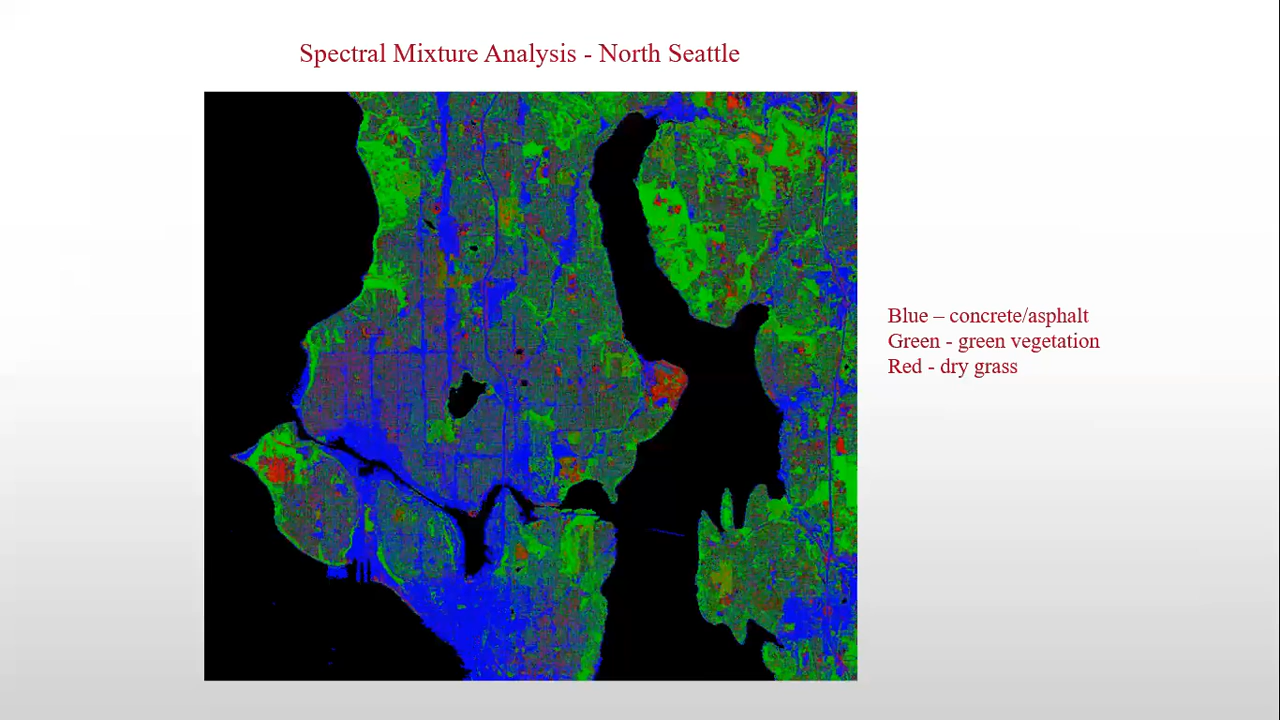 Spectral Mixture Analysis - North Seattle
Blue – concrete/asphalt
Green - green vegetation
Red - dry grass